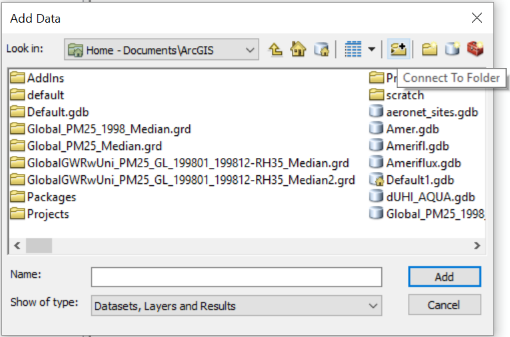 Add Data
Look in: Home - Documents\ArcGIS
AddIns
default
Default.gdb
Global_PM25_1998_Median.grd
Global_PM25_Median.grd
GlobalGWRwUni_PM25_GL_199801_199812-RH35_Median.grd
GlobalGWRwUni_PM25_GL_199801_199812-RH35_Median2.grd
Packages
Projects
Pr
Connect To Folder
scratch
aeronet_sites.gdb
Amer.gdb
Amerifl.gdb
Ameriflux.gdb
Default1.gdb
dUHI_AQUA.gdb
Global_PM25_1998_
Name:
Add
Show of type: Datasets, Layers and Results
Cancel